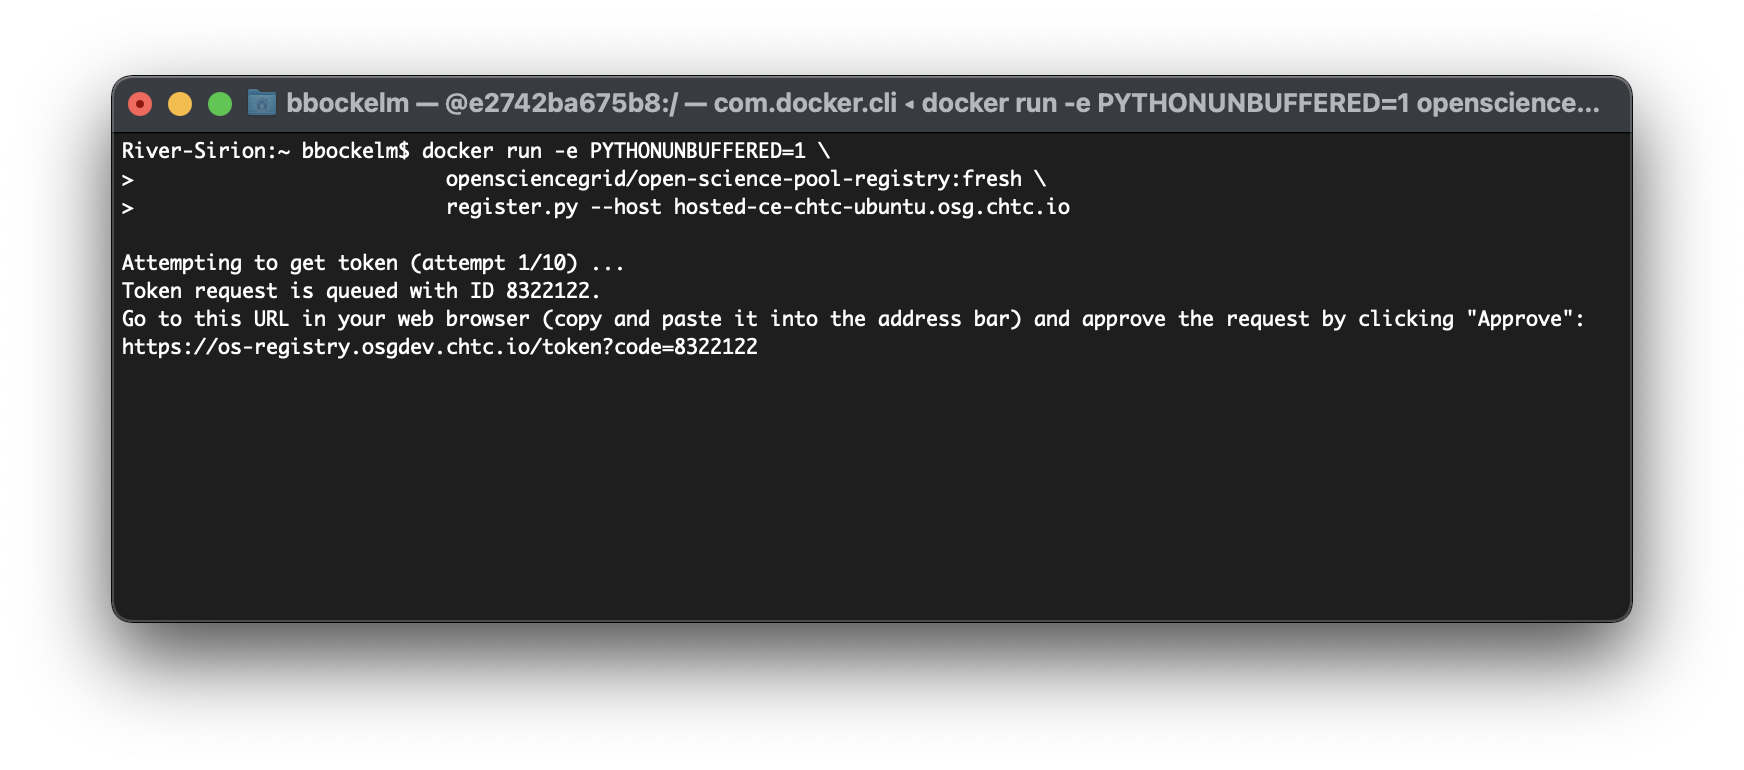 bbockelm — @e2742ba675b8:/ — com.docker.cli ◂ docker run -e PYTHONUNBUFFERED=1 openscience...
River-Sirion:~ bbockelm$ docker run -e PYTHONUNBUFFERED=1 \
>                          opensciencegrid/open-science-pool-registry:fresh \
>                          register.py --host hosted-ce-chtc-ubuntu.osg.chtc.io
Attempting to get token (attempt 1/10) ...
Token request is queued with ID 8322122.
Go to this URL in your web browser (copy and paste it into the address bar) and approve the request by clicking "Approve":
https://os-registry.osgdev.chtc.io/token?code=8322122